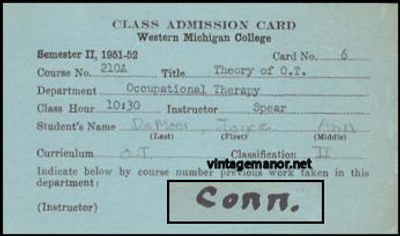 CLASS ADMISSION CARD
Western Michigan College
Semester II, 1951-52 Card No. 6
Course No. 210A Title Theory of O.T.
Department Occupational Therapy
Class Hour 10:30 Instructor Spear
Student's Name Ann
(Last) (First) (Middle)
Curriculum O.T. Classification II
vintagemanor.net
Indicate below by course number previous work taken in this
department:
(Instructor) Conn.